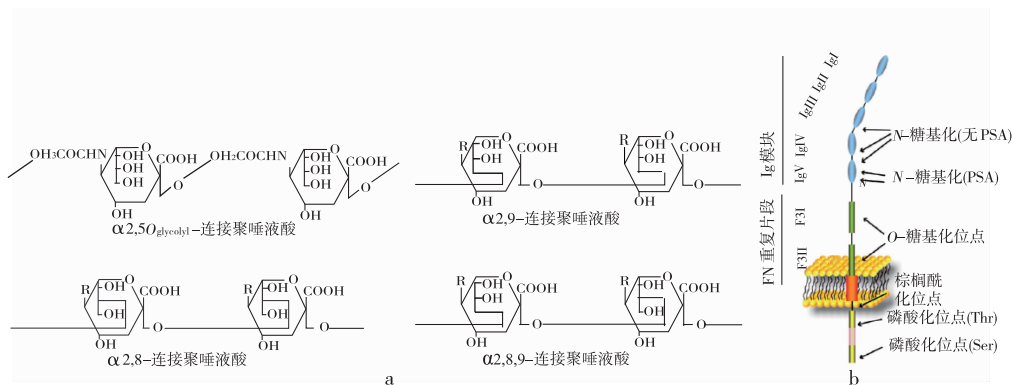 OH3COCHN
OH
OH
OH
O
COOH
O
OH
OH2COCHN
OH
OH
OH
O
COOH
O
OH
α2,5Oglycolyl–连接聚唾液酸
R
OH
OH
O
COOH
O
OH
R
OH
OH
O
COOH
O
OH
α2,9–连接聚唾液酸
R
OH
OH
O
COOH
O
OH
R
OH
OH
O
COOH
O
OH
α2,8–连接聚唾液酸
R
OH
OH
O
COOH
O
OH
R
OH
OH
O
COOH
O
OH
α2,8,9–连接聚唾液酸
a
Ig模块
IgV IgIV
IgIII IgII IgI
FN重复片段
F3II
F3I
N–糖基化(无PSA)
N–糖基化(PSA)
N
O–糖基化位点
棕榈酰
化位点
磷酸化位点(Thr)
磷酸化位点(Ser)
b